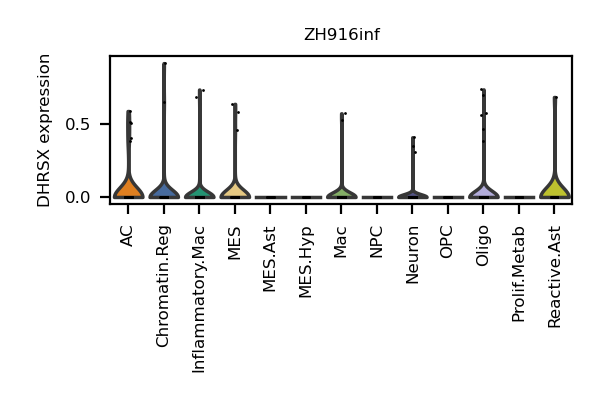 ZH916inf
DHRSX expression
0.5
0.0
AC
Chromatin.Reg
Inflammatory.Mac
MES
MES.Ast
MES.Hyp
Mac
NPC
Neuron
OPC
Oligo
Prolif.Metab
Reactive.Ast